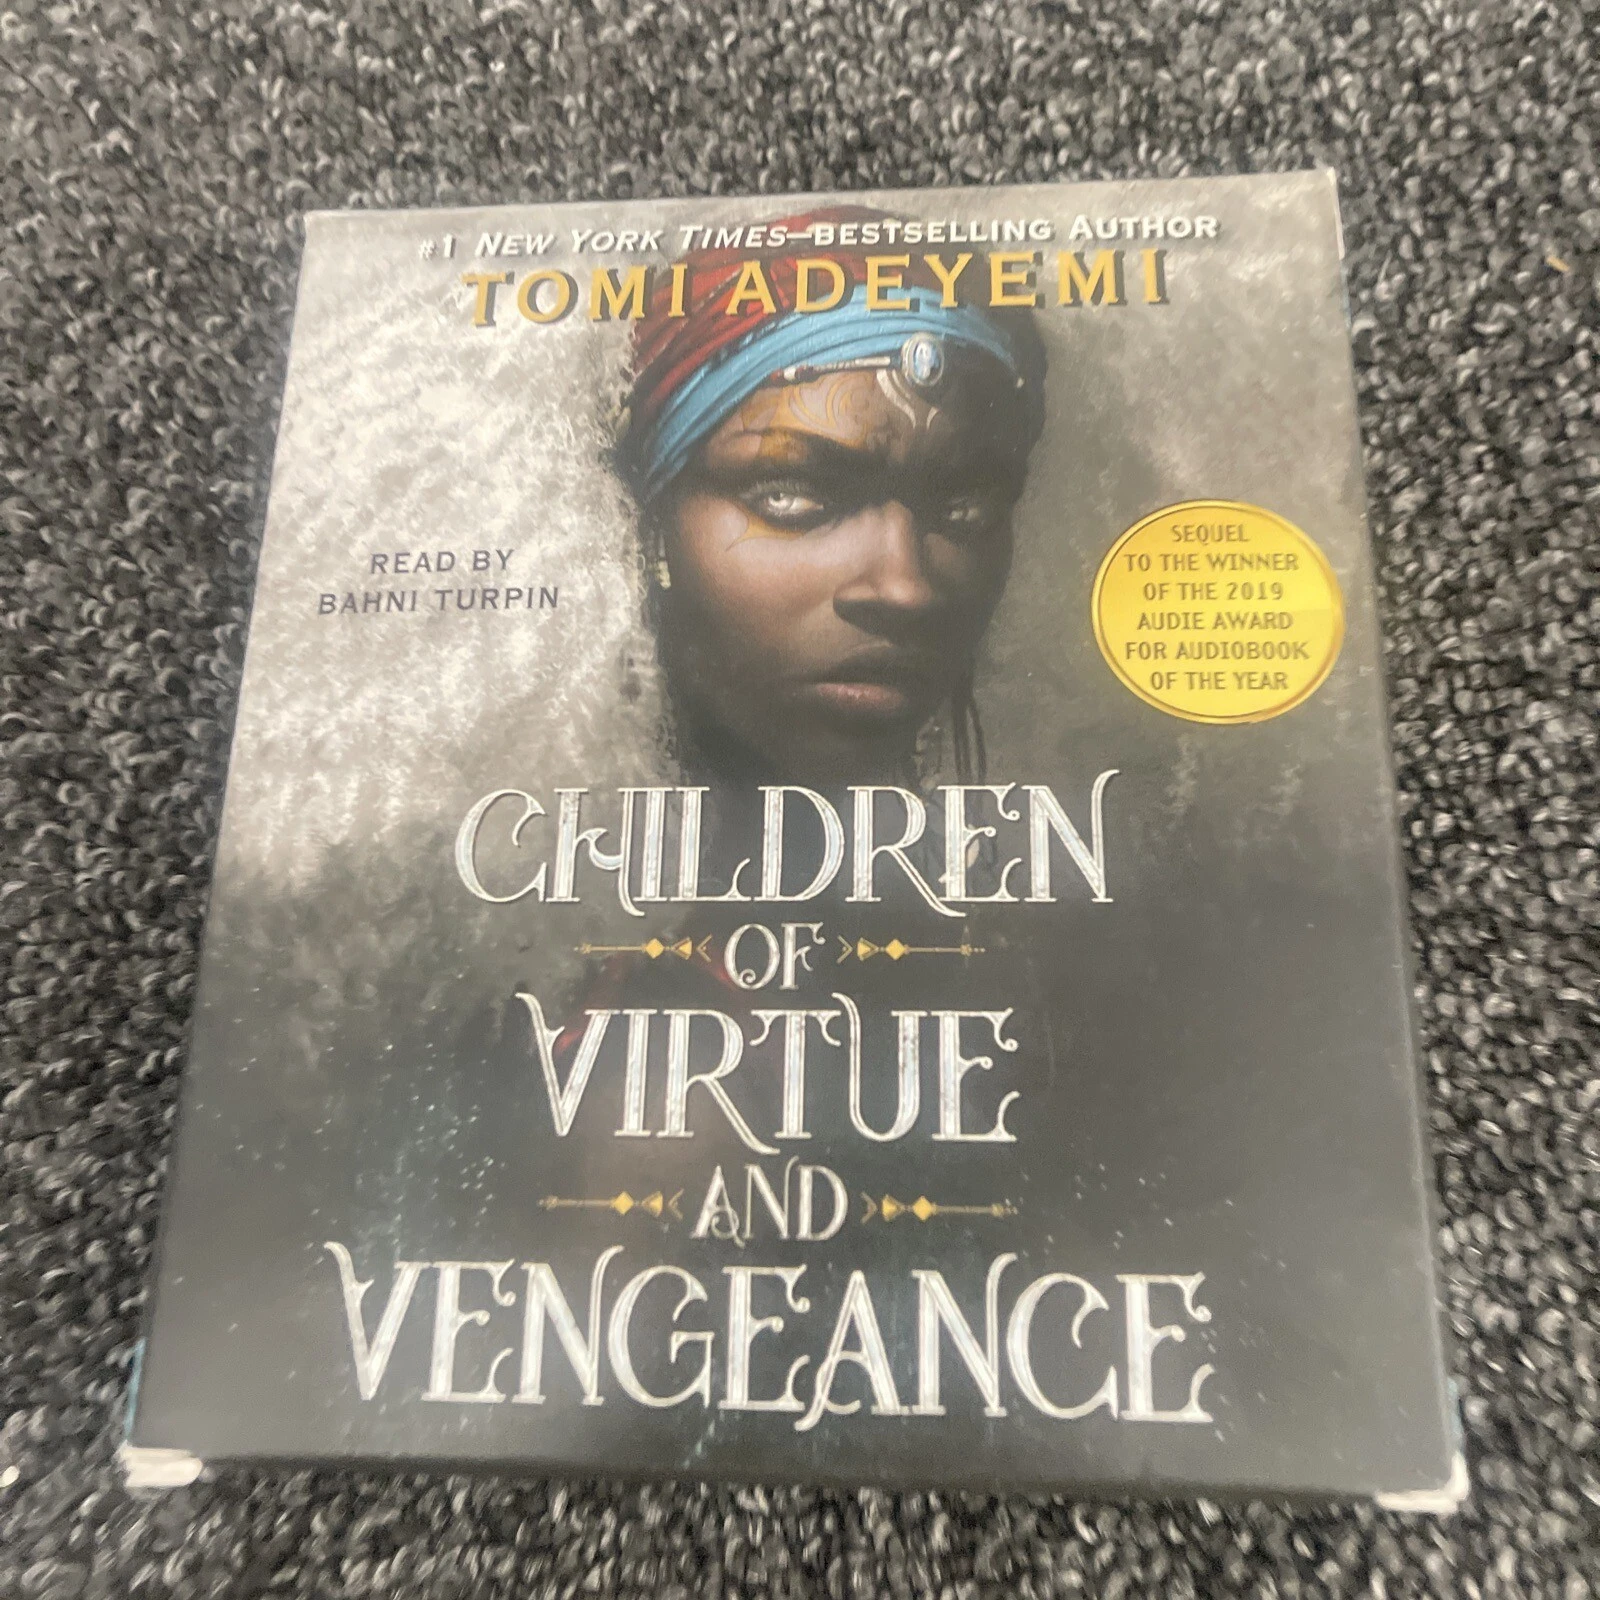 #1 NEW YORK TIMES—BESTSELLING AUTHOR
TOMI ADEYEMI
READ BY
BAHNI TURPIN
SEQUEL
TO THE WINNER
OF THE 2019
AUDIE AWARD
FOR AUDIOBOOK
OF THE YEAR
CHILDREN
OF
VIRTUE
AND
VENGEANCE